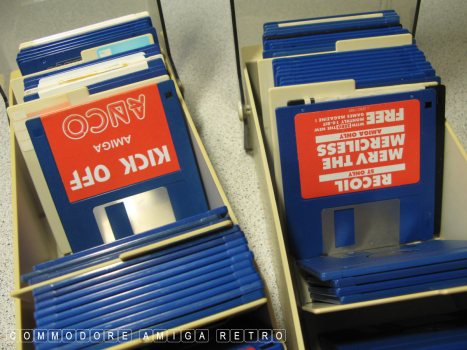 ANCO
AMIGA
KICK OFF
RECOIL
ST ONLY
MERV THE
MERCILESS
AMIGA ONLY
FREE
COMMODORE AMIGA RETRO